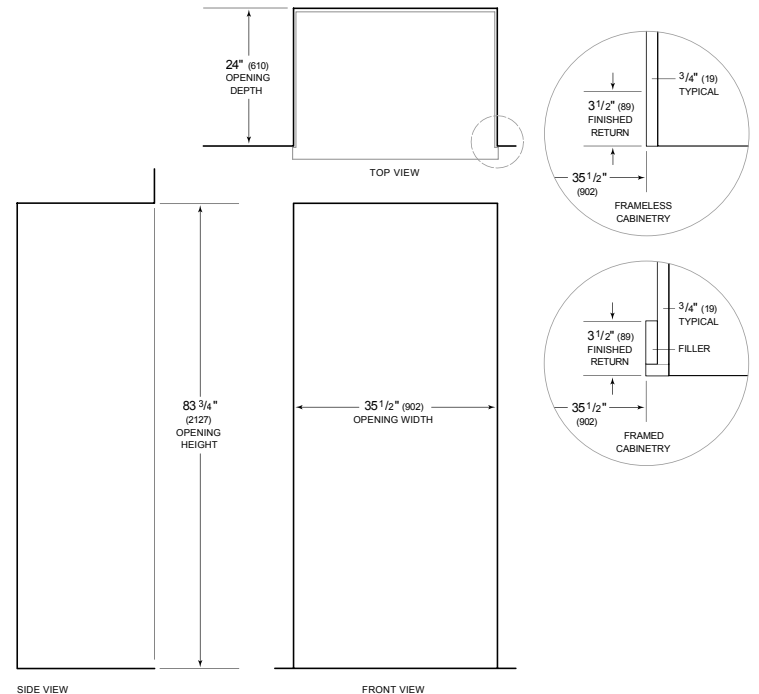 24" (610)
OPENING
DEPTH
TOP VIEW
3/4" (19)
TYPICAL
3 1/2" (89)
FINISHED
RETURN
35 1/2"
(902)
FRAMELESS
CABINETRY
3/4" (19)
TYPICAL
3 1/2" (89)
FINISHED
RETURN
FILLER
35 1/2"
(902)
FRAMED
CABINETRY
83 3/4"
(2127)
OPENING
HEIGHT
35 1/2" (902)
OPENING WIDTH
SIDE VIEW
FRONT VIEW